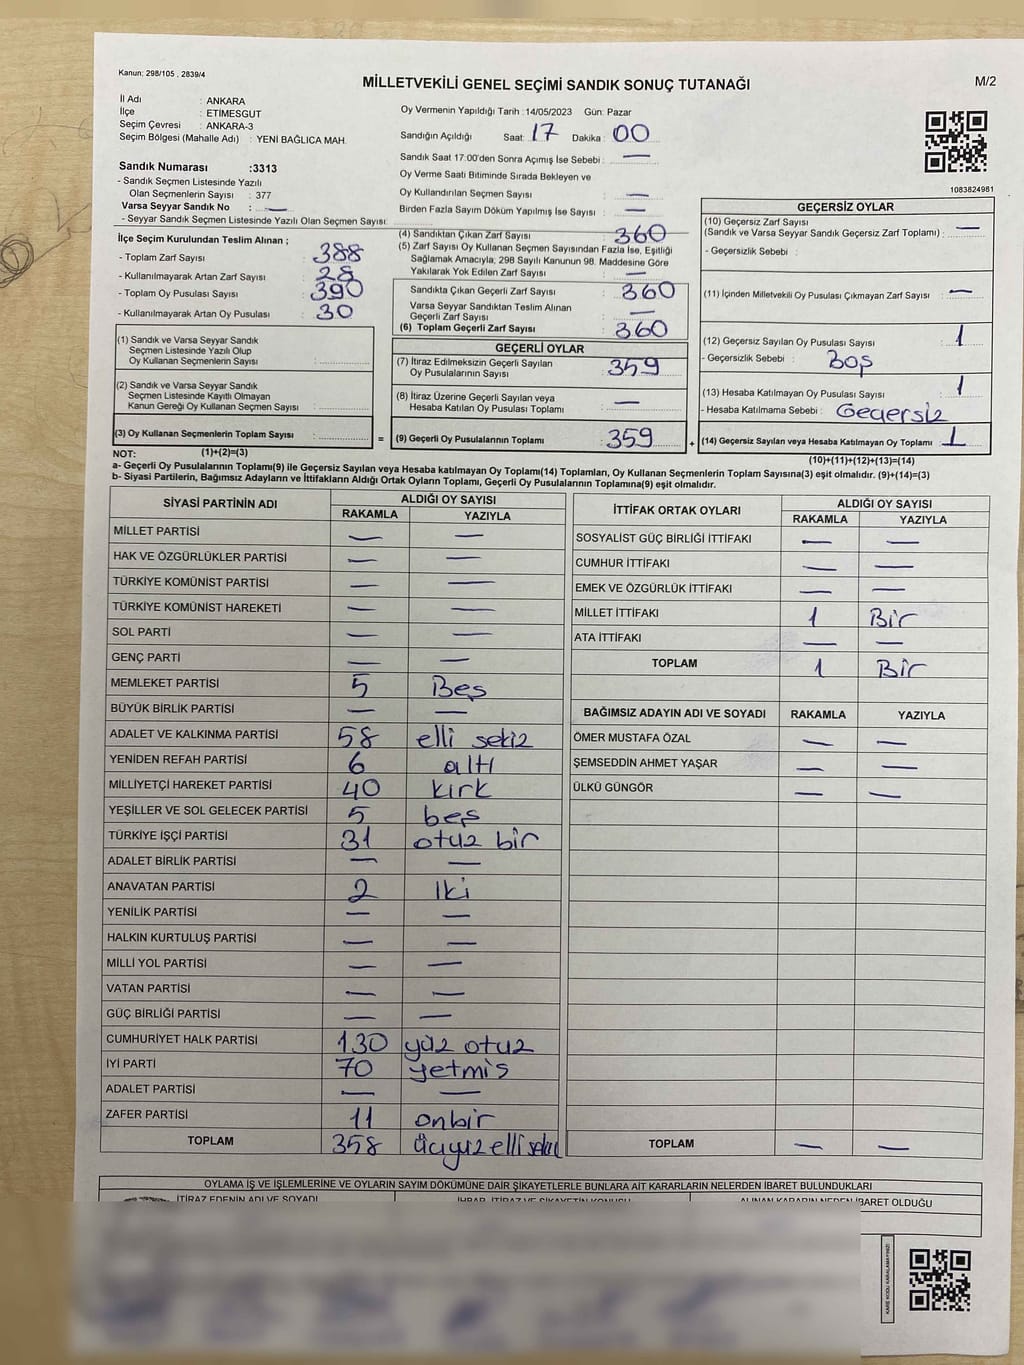 Kanun: 298/105 , 2839/4
MİLLETVEKİLİ GENEL SEÇİMİ SANDIK SONUÇ TUTANAĞI
M/2
İl Adı : ANKARA
İlçe : ETİMESGUT
Seçim Çevresi : ANKARA-3
Seçim Bölgesi (Mahalle Adı) : YENİ BAĞLICA MAH.
Sandık Numarası :3313
- Sandık Seçmen Listesinde Yazılı
Olan Seçmenlerin Sayısı : 377
Varsa Seyyar Sandık No : —
- Seyyar Sandık Seçmen Listesinde Yazılı Olan Seçmen Sayısı:
Oy Vermenin Yapıldığı Tarih :14/05/2023 Gün: Pazar
Sandığın Açıldığı Saat: 17 Dakika: 00
Sandık Saat 17:00'den Sonra Açımış İse Sebebi : —
Oy Verme Saati Bitiminde Sırada Bekleyen ve
Oy Kullandırılan Seçmen Sayısı : —
Birden Fazla Sayım Döküm Yapılmış İse Sayısı : —
1083824981
İlçe Seçim Kurulundan Teslim Alınan ;
- Toplam Zarf Sayısı : 388
- Kullanılmayarak Artan Zarf Sayısı : 28
- Toplam Oy Pusulası Sayısı : 390
- Kullanılmayarak Artan Oy Pusulası : 30
(4) Sandıktan Çıkan Zarf Sayısı : 360
(5) Zarf Sayısı Oy Kullanan Seçmen Sayısından Fazla İse, Eşitliği
Sağlamak Amacıyla, 298 Sayılı Kanunun 98. Maddesine Göre
Yakılarak Yok Edilen Zarf Sayısı : —
Sandıkta Çıkan Geçerli Zarf Sayısı : 360
Varsa Seyyar Sandıktan Teslim Alınan
Geçerli Zarf Sayısı : —
(6) Toplam Geçerli Zarf Sayısı : 360
GEÇERSİZ OYLAR
(10) Geçersiz Zarf Sayısı
(Sandık ve Varsa Seyyar Sandık Geçersiz Zarf Toplamı) : —
- Geçersizlik Sebebi :
(11) İçinden Milletvekili Oy Pusulası Çıkmayan Zarf Sayısı : —
(12) Geçersiz Sayılan Oy Pusulası Sayısı : 1
- Geçersizlik Sebebi : Boş
(13) Hesaba Katılmayan Oy Pusulası Sayısı : 1
- Hesaba Katılmama Sebebi : Geçersiz
(14) Geçersiz Sayılan veya Hesaba Katılmayan Oy Toplamı : 1
(10)+(11)+(12)+(13)=(14)
(1) Sandık ve Varsa Seyyar Sandık
Seçmen Listesinde Yazılı Olup
Oy Kullanan Seçmenlerin Sayısı :
(2) Sandık ve Varsa Seyyar Sandık
Seçmen Listesinde Kayıtlı Olmayan
Kanun Gereği Oy Kullanan Seçmen Sayısı :
(3) Oy Kullanan Seçmenlerin Toplam Sayısı : =
(1)+(2)=(3)
GEÇERLİ OYLAR
(7) İtiraz Edilmeksizin Geçerli Sayılan
Oy Pusulalarının Sayısı : 359
(8) İtiraz Üzerine Geçerli Sayılan veya
Hesaba Katılan Oy Pusulası Toplamı : —
(9) Geçerli Oy Pusulalarının Toplamı : 359 +
NOT:
a- Geçerli Oy Pusulalarının Toplamı(9) ile Geçersiz Sayılan veya Hesaba katılmayan Oy Toplamı(14) Toplamları, Oy Kullanan Seçmenlerin Toplam Sayısına(3) eşit olmalıdır. (9)+(14)=(3)
b- Siyasi Partilerin, Bağımsız Adayların ve İttifakların Aldığı Ortak Oyların Toplamı, Geçerli Oy Pusulalarının Toplamına(9) eşit olmalıdır.
SİYASİ PARTİNİN ADI ALDIĞI OY SAYISI
RAKAMLA YAZIYLA
MİLLET PARTİSİ — —
HAK VE ÖZGÜRLÜKLER PARTİSİ — —
TÜRKİYE KOMÜNİST PARTİSİ — —
TÜRKİYE KOMÜNİST HAREKETİ — —
SOL PARTİ — —
GENÇ PARTİ — —
MEMLEKET PARTİSİ 5 Beş
BÜYÜK BİRLİK PARTİSİ — —
ADALET VE KALKINMA PARTİSİ 58 elli sekiz
YENİDEN REFAH PARTİSİ 6 altı
MİLLİYETÇİ HAREKET PARTİSİ 40 kırk
YEŞİLLER VE SOL GELECEK PARTİSİ 5 beş
TÜRKİYE İŞÇİ PARTİSİ 31 otuz bir
ADALET BİRLİK PARTİSİ — —
ANAVATAN PARTİSİ 2 İki
YENİLİK PARTİSİ — —
HALKIN KURTULUŞ PARTİSİ — —
MİLLİ YOL PARTİSİ — —
VATAN PARTİSİ — —
GÜÇ BİRLİĞİ PARTİSİ — —
CUMHURİYET HALK PARTİSİ 130 yüz otuz
İYİ PARTİ 70 yetmiş
ADALET PARTİSİ — —
ZAFER PARTİSİ 11 onbir
TOPLAM 358 üçyüz elli sekiz
İTTİFAK ORTAK OYLARI ALDIĞI OY SAYISI
RAKAMLA YAZIYLA
SOSYALİST GÜÇ BİRLİĞİ İTTİFAKI — —
CUMHUR İTTİFAKI — —
EMEK VE ÖZGÜRLÜK İTTİFAKI — —
MİLLET İTTİFAKI 1 Bir
ATA İTTİFAKI — —
TOPLAM 1 Bir
BAĞIMSIZ ADAYIN ADI VE SOYADI RAKAMLA YAZIYLA
ÖMER MUSTAFA ÖZAL — —
ŞEMSEDDİN AHMET YAŞAR — —
ÜLKÜ GÜNGÖR — —
TOPLAM — —
OYLAMA İŞ VE İŞLEMLERİNE VE OYLARIN SAYIM DÖKÜMÜNE DAİR ŞİKAYETLERLE BUNLARA AİT KARARLARIN NELERDEN İBARET BULUNDUKLARI
İTİRAZ EDENİN ADI VE SOYADI İHBAR, İTİRAZ VE ŞİKAYETİN KONUSU ALINAN KARARIN NEDEN İBARET OLDUĞU
KARE KODU KARALAMAYINIZ!